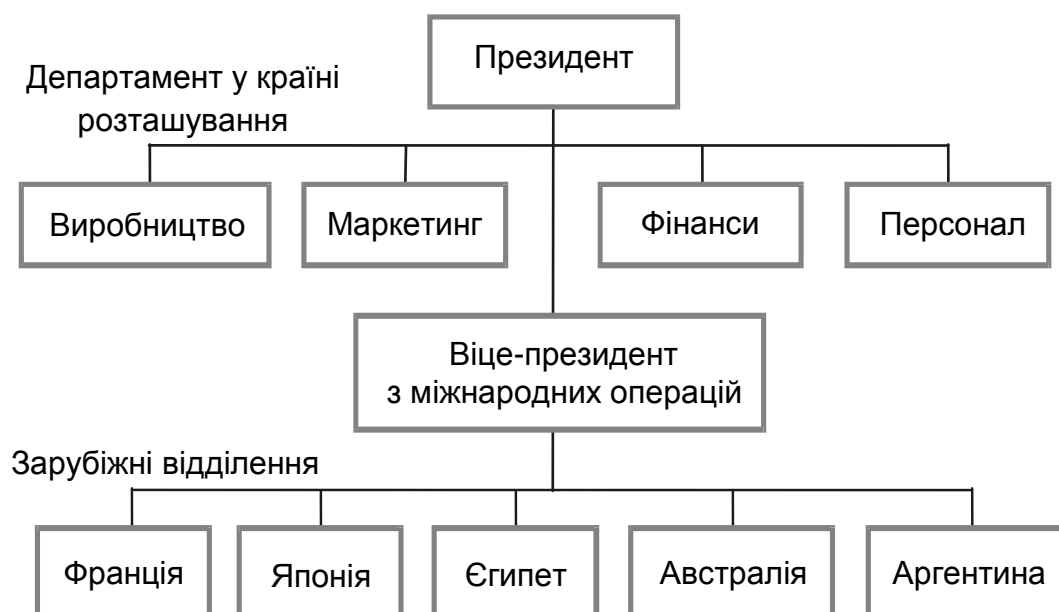 Президент
Департамент у країні
розташування
Виробництво
Маркетинг
Фінанси
Персонал
Віце-президент
з міжнародних операцій
Зарубіжні відділення
Франція
Японія
Єгипет
Австралія
Аргентина